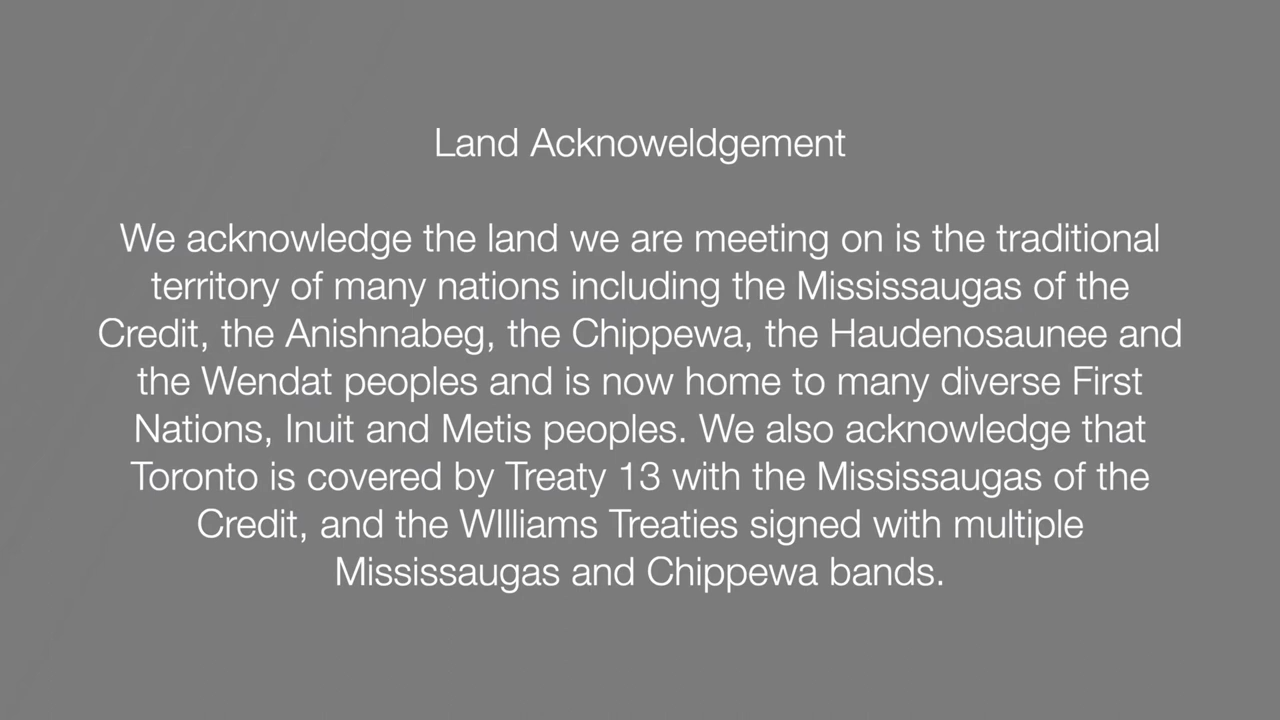 Land Acknoweldgement
We acknowledge the land we are meeting on is the traditional
territory of many nations including the Mississaugas of the
Credit, the Anishnabeg, the Chippewa, the Haudenosaunee and
the Wendat peoples and is now home to many diverse First
Nations, Inuit and Metis peoples. We also acknowledge that
Toronto is covered by Treaty 13 with the Mississaugas of the
Credit, and the WIlliams Treaties signed with multiple
Mississaugas and Chippewa bands.